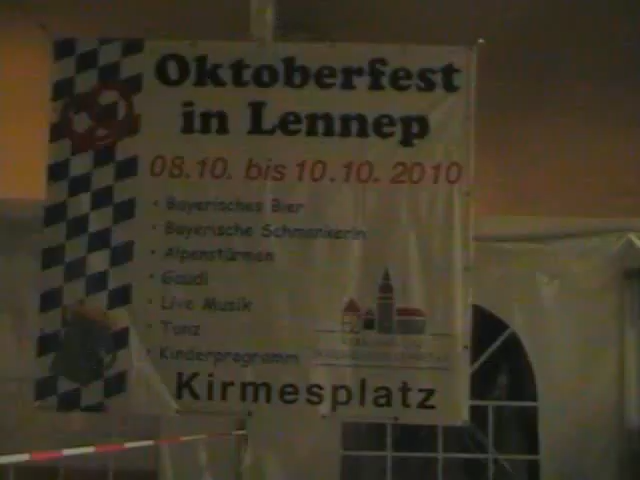 Oktoberfest
in Lennep
08.10. bis 10.10. 2010
• Bayerisches Bier
• Bayerische Schmankerln
• Alpenstürmer
• Gaudi
• Live Musik
• Tanz
• Kinderprogramm
Kirmesplatz